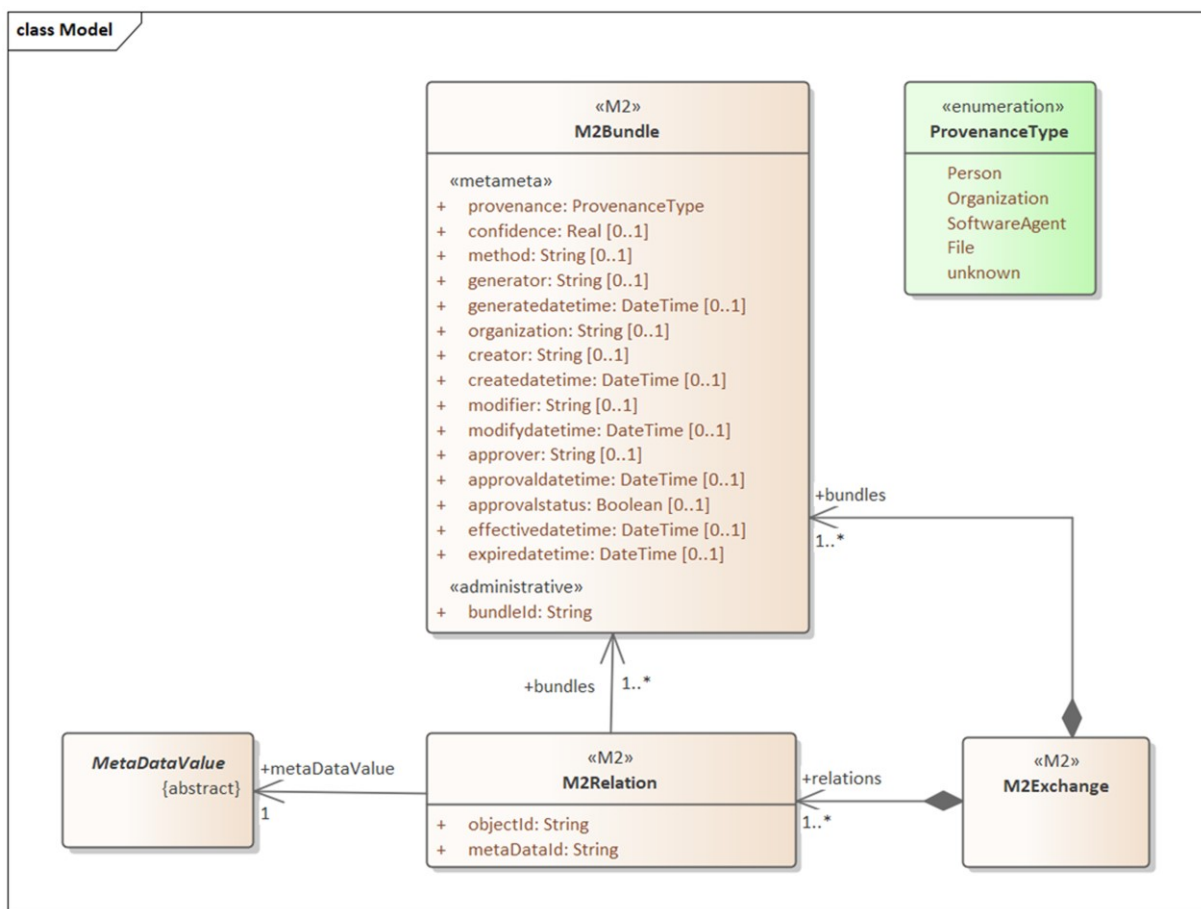 class Model
«M2»
M2Bundle
«metameta»
+ provenance: ProvenanceType
+ confidence: Real [0..1]
+ method: String [0..1]
+ generator: String [0..1]
+ generatedatetime: DateTime [0..1]
+ organization: String [0..1]
+ creator: String [0..1]
+ createdatetime: DateTime [0..1]
+ modifier: String [0..1]
+ modifydatetime: DateTime [0..1]
+ approver: String [0..1]
+ approvaldatetime: DateTime [0..1]
+ approvalstatus: Boolean [0..1]
+ effectivedatetime: DateTime [0..1]
+ expiredatetime: DateTime [0..1]
«administrative»
+ bundleId: String
«enumeration»
ProvenanceType
Person
Organization
SoftwareAgent
File
unknown
+bundles
1..*
+bundles
1..*
MetaDataValue
{abstract}
+metaDataValue
1
«M2»
M2Relation
+ objectId: String
+ metaDataId: String
+relations
1..*
«M2»
M2Exchange